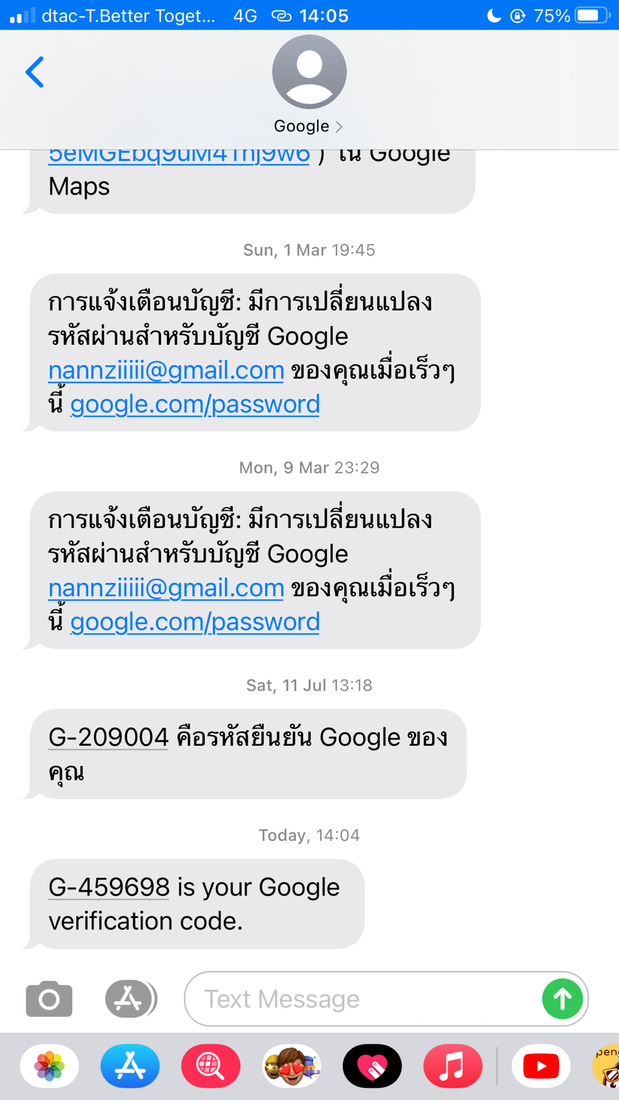 dtac-T.Better Toget... 4G 14:05 75%
Google
) ใน Google
Maps
Sun, 1 Mar 19:45
การแจ้งเตือนบัญชี: มีการเปลี่ยนแปลง
รหัสผ่านสำหรับบัญชี Google
nannziiiii@gmail.com ของคุณเมื่อเร็วๆ
นี้ google.com/password
Mon, 9 Mar 23:29
การแจ้งเตือนบัญชี: มีการเปลี่ยนแปลง
รหัสผ่านสำหรับบัญชี Google
nannziiiii@gmail.com ของคุณเมื่อเร็วๆ
นี้ google.com/password
Sat, 11 Jul 13:18
G-209004 คือรหัสยืนยัน Google ของ
คุณ
Today, 14:04
G-459698 is your Google
verification code.
Text Message